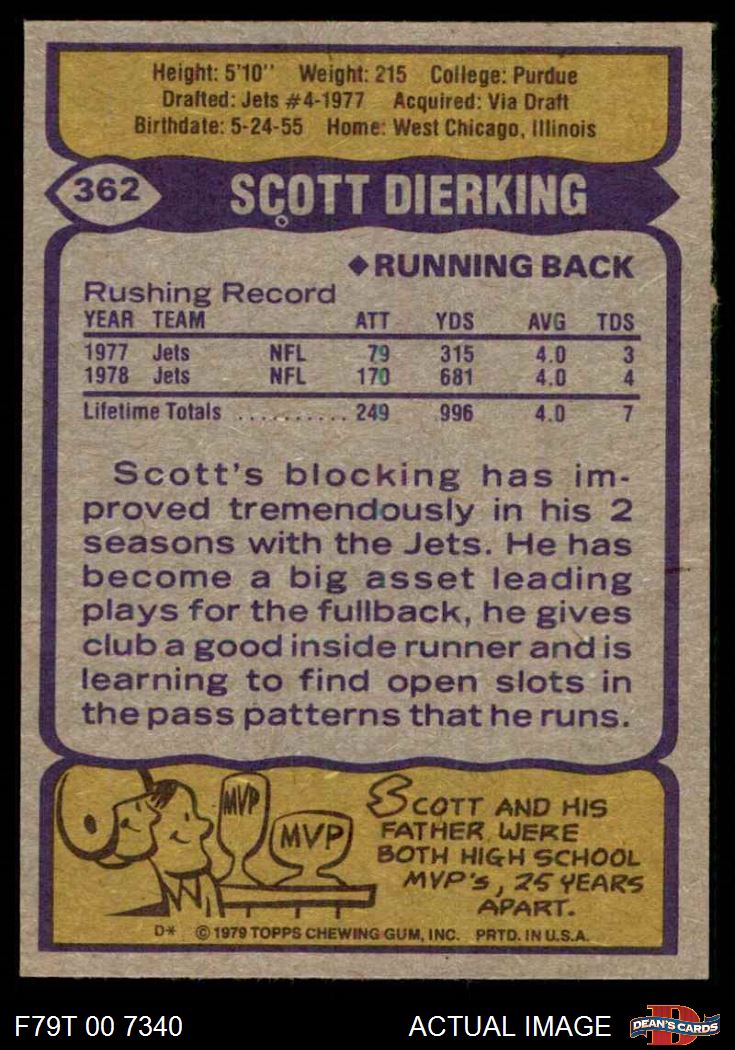 Height: 5'10'' Weight: 215 College: Purdue
Drafted: Jets #4-1977 Acquired: Via Draft
Birthdate: 5-24-55 Home: West Chicago, Illinois
362 SCOTT DIERKING
◆RUNNING BACK
Rushing Record
YEAR TEAM ATT YDS AVG TDS
1977 Jets NFL 79 315 4.0 3
1978 Jets NFL 170 681 4.0 4
Lifetime Totals .......... 249 996 4.0 7
Scott's blocking has im-
proved tremendously in his 2
seasons with the Jets. He has
become a big asset leading
plays for the fullback, he gives
club a good inside runner and is
learning to find open slots in
the pass patterns that he runs.
MVP
MVP
SCOTT AND HIS
FATHER WERE
BOTH HIGH SCHOOL
MVP's, 25 YEARS
APART.
D* © 1979 TOPPS CHEWING GUM, INC. PRTD. IN U.S.A.
F79T 00 7340 ACTUAL IMAGE
D
DEAN'S CARDS